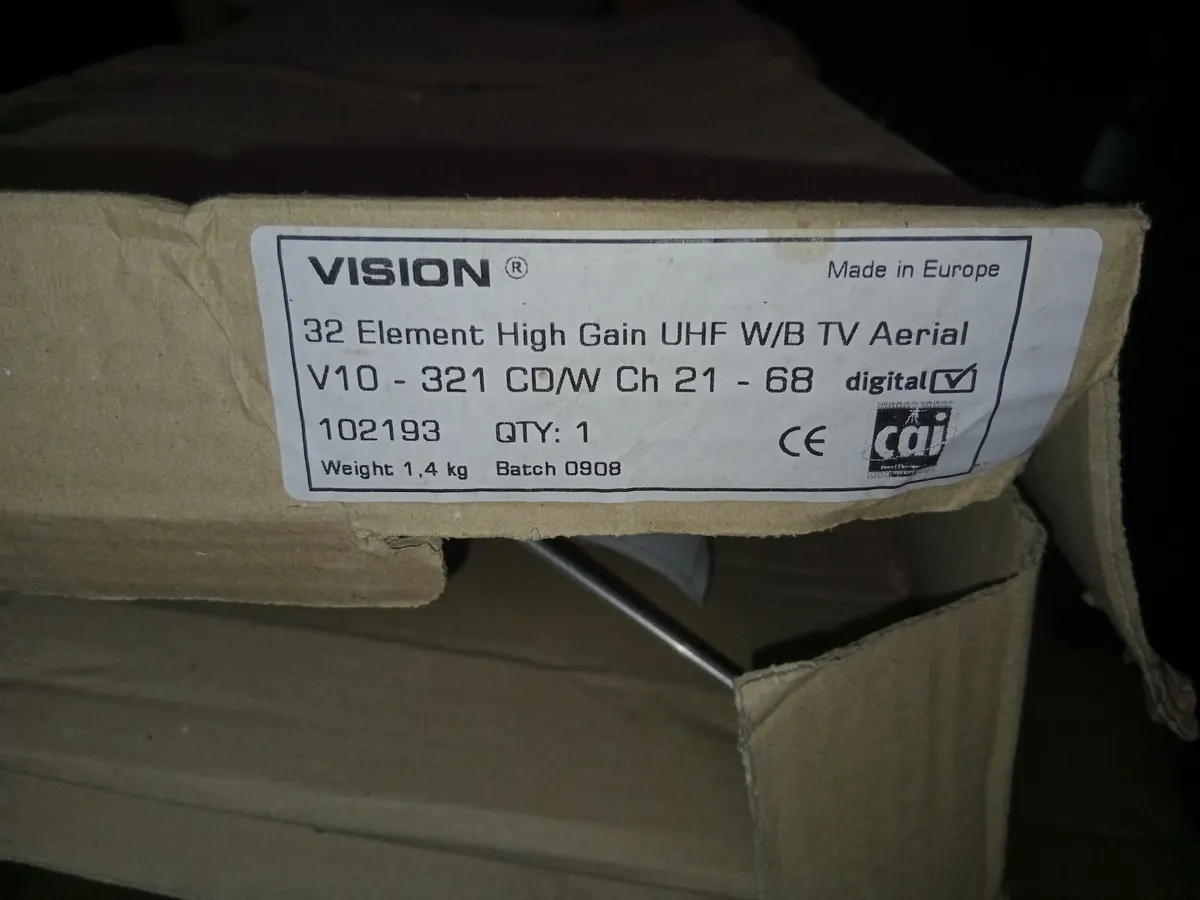 VISION ®
Made in Europe
32 Element High Gain UHF W/B TV Aerial
V10 - 321 CD/W Ch 21 - 68 digital
102193 QTY: 1
CE cai
Weight 1,4 kg Batch 0908